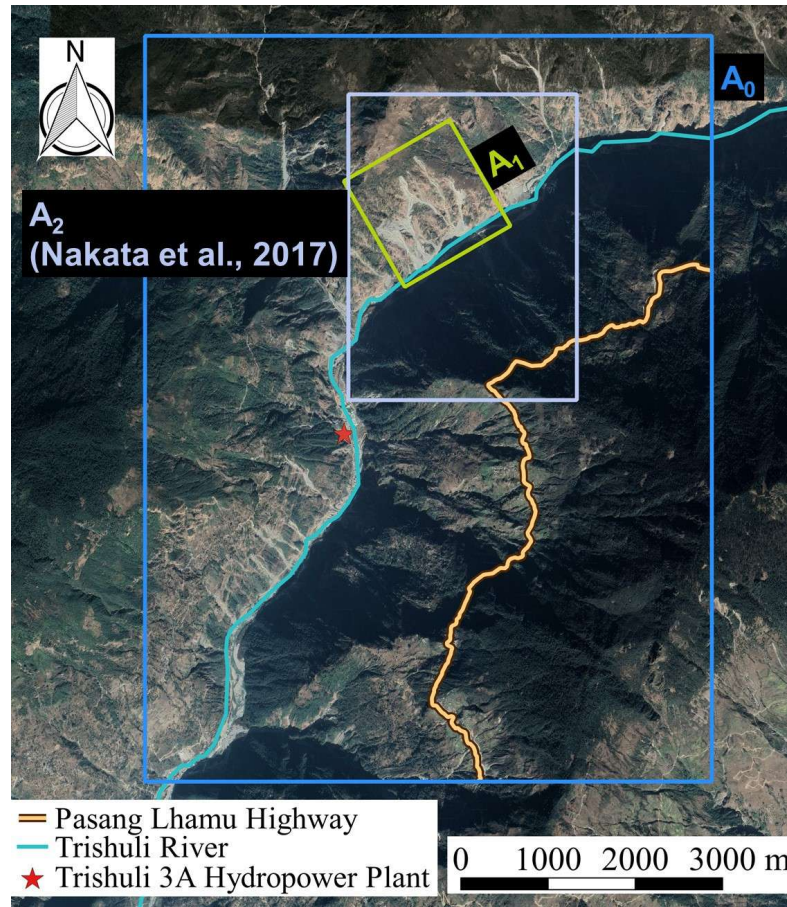 N
A₀
A₁
A₂
(Nakata et al., 2017)
Pasang Lhamu Highway
Trishuli River
Trishuli 3A Hydropower Plant
0 1000 2000 3000 m